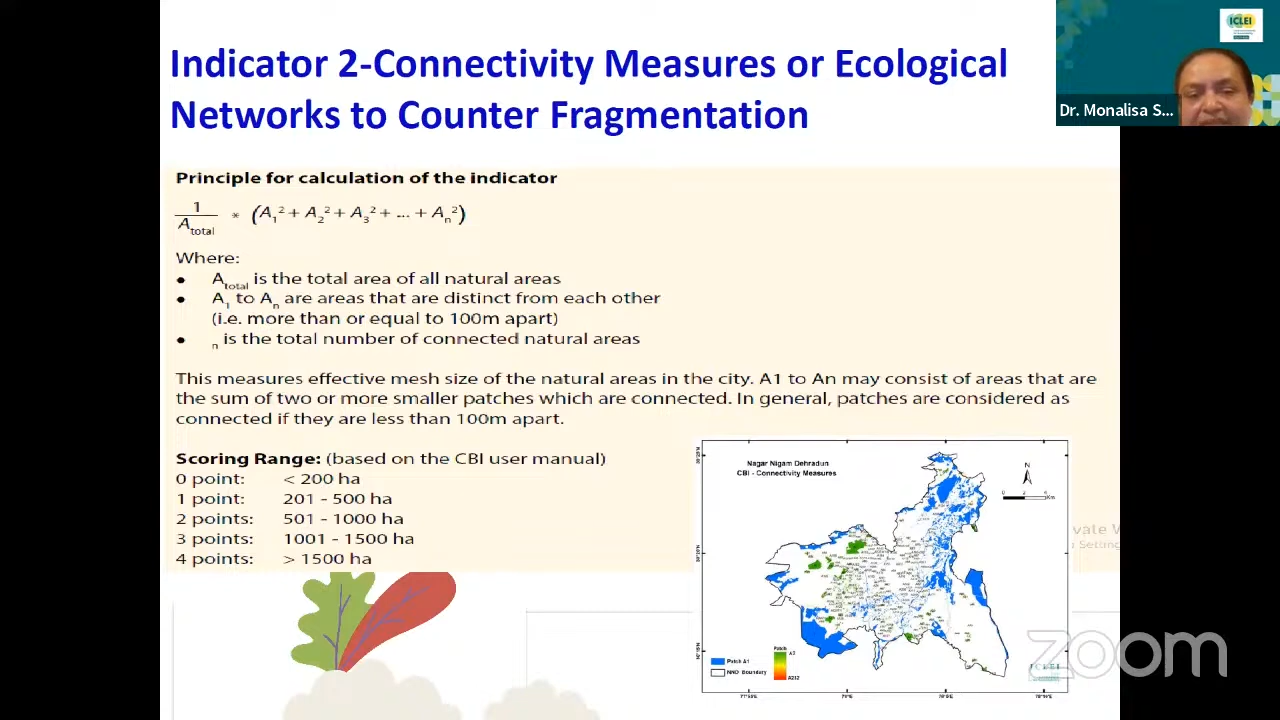 Indicator 2-Connectivity Measures or Ecological
Networks to Counter Fragmentation
ICLEI
Dr. Monalisa S...
Principle for calculation of the indicator
1
A total * (A1² + A2² + A3² + ... + An²)
Where:
● Atotal is the total area of all natural areas
● A1 to An are areas that are distinct from each other
(i.e. more than or equal to 100m apart)
● n is the total number of connected natural areas
This measures effective mesh size of the natural areas in the city. A1 to An may consist of areas that are
the sum of two or more smaller patches which are connected. In general, patches are considered as
connected if they are less than 100m apart.
Scoring Range: (based on the CBI user manual)
0 point: < 200 ha
1 point: 201 - 500 ha
2 points: 501 - 1000 ha
3 points: 1001 - 1500 ha
4 points: > 1500 ha
Nagar Nigam Dehradun
CBI - Connectivity Measures
N
Patch A1
NND Boundary
Patch
A2
A232
ICLEI
zoom